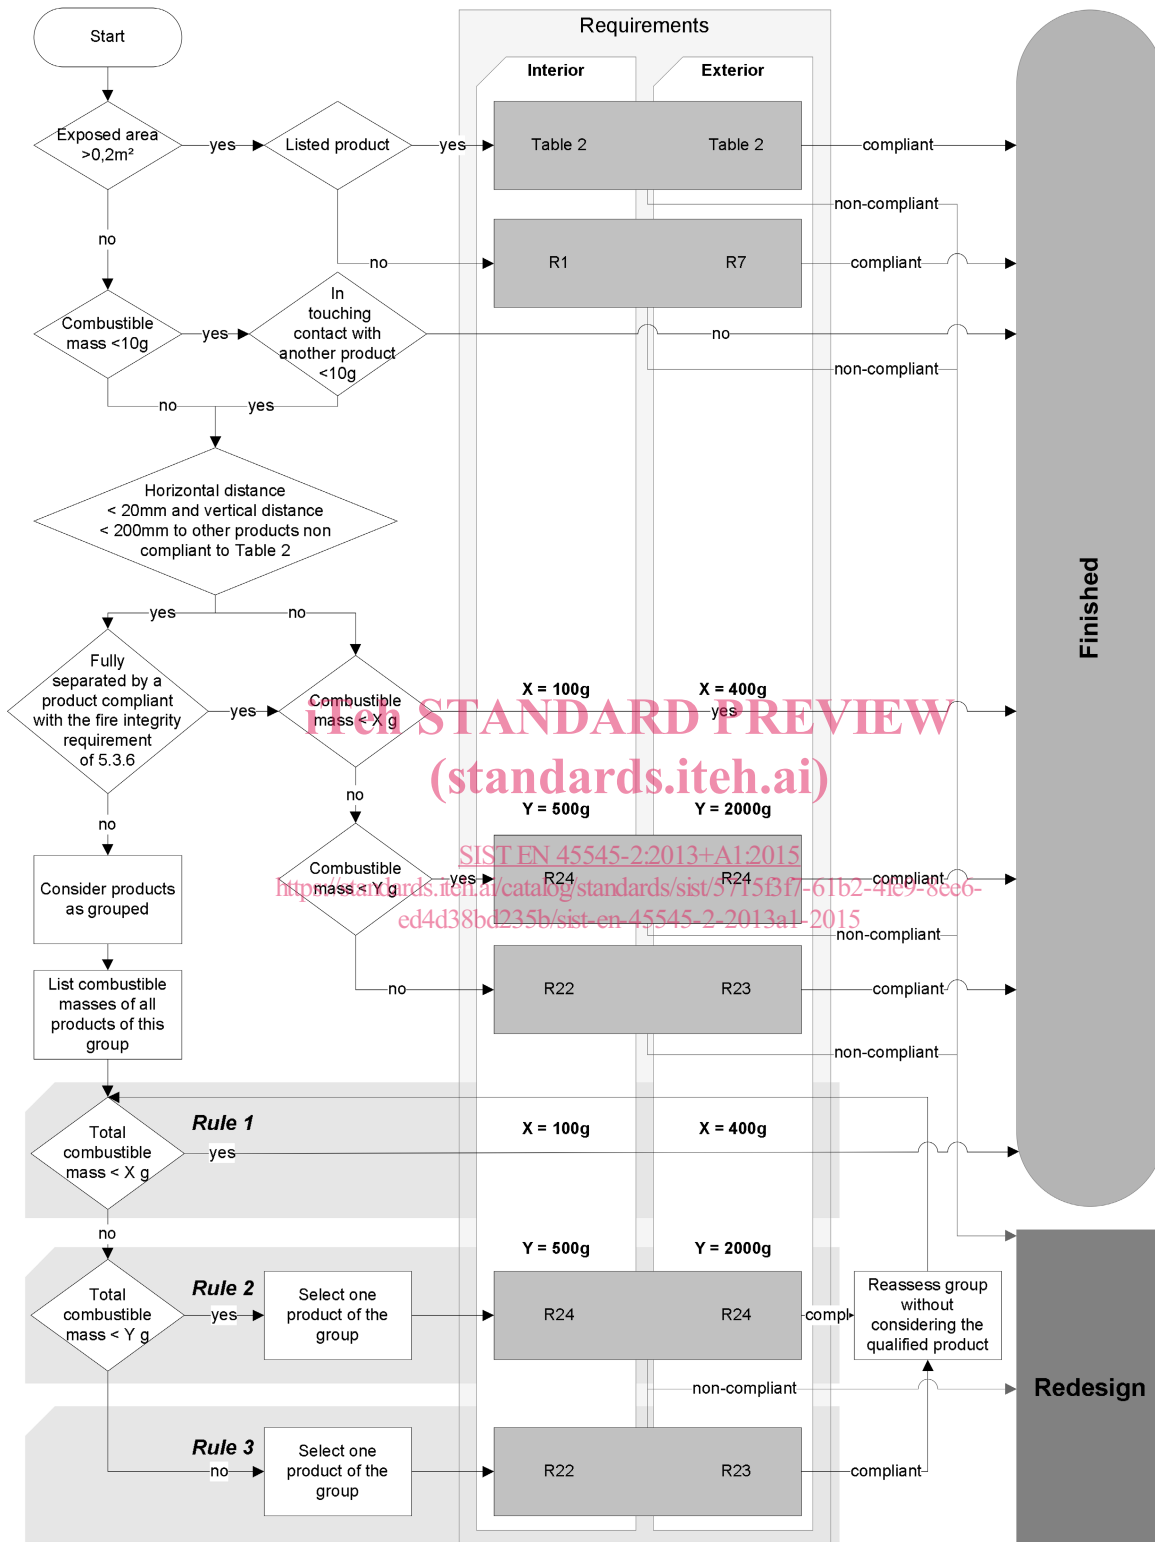 Requirements
Start
Interior
Exterior
Exposed area
>0,2m²
yes
Listed product
yes
Table 2
Table 2
compliant
non-compliant
no
no
R1
R7
compliant
Combustible
mass <10g
yes
In
touching
contact with
another product
<10g
no
non-compliant
no
yes
Horizontal distance
< 20mm and vertical distance
< 200mm to other products non
compliant to Table 2
Finished
yes
no
Fully
separated by a
product compliant
with the fire integrity
requirement
of 5.3.6
yes
Combustible
mass < X g
X = 100g
X = 400g
yes
iTeh STANDARD PREVIEW
(standards.iteh.ai)
no
no
Y = 500g
Y = 2000g
Consider products
as grouped
Combustible
mass < Y g
yes
R24
R24
compliant
SIST EN 45545-2:2013+A1:2015
https://standards.iteh.ai/catalog/standards/sist/5715f3f7-61b2-4fe9-8ee6-
ed4d38bd235b/sist-en-45545-2-2013a1-2015
non-compliant
no
R22
R23
compliant
List combustible
masses of all
products of this
group
non-compliant
Rule 1
Total
combustible
mass < X g
yes
X = 100g
X = 400g
no
Y = 500g
Y = 2000g
Rule 2
Total
combustible
mass < Y g
yes
Select one
product of the
group
R24
R24
compl
Reassess group
without
considering the
qualified product
non-compliant
Redesign
Rule 3
no
Select one
product of the
group
R22
R23
compliant